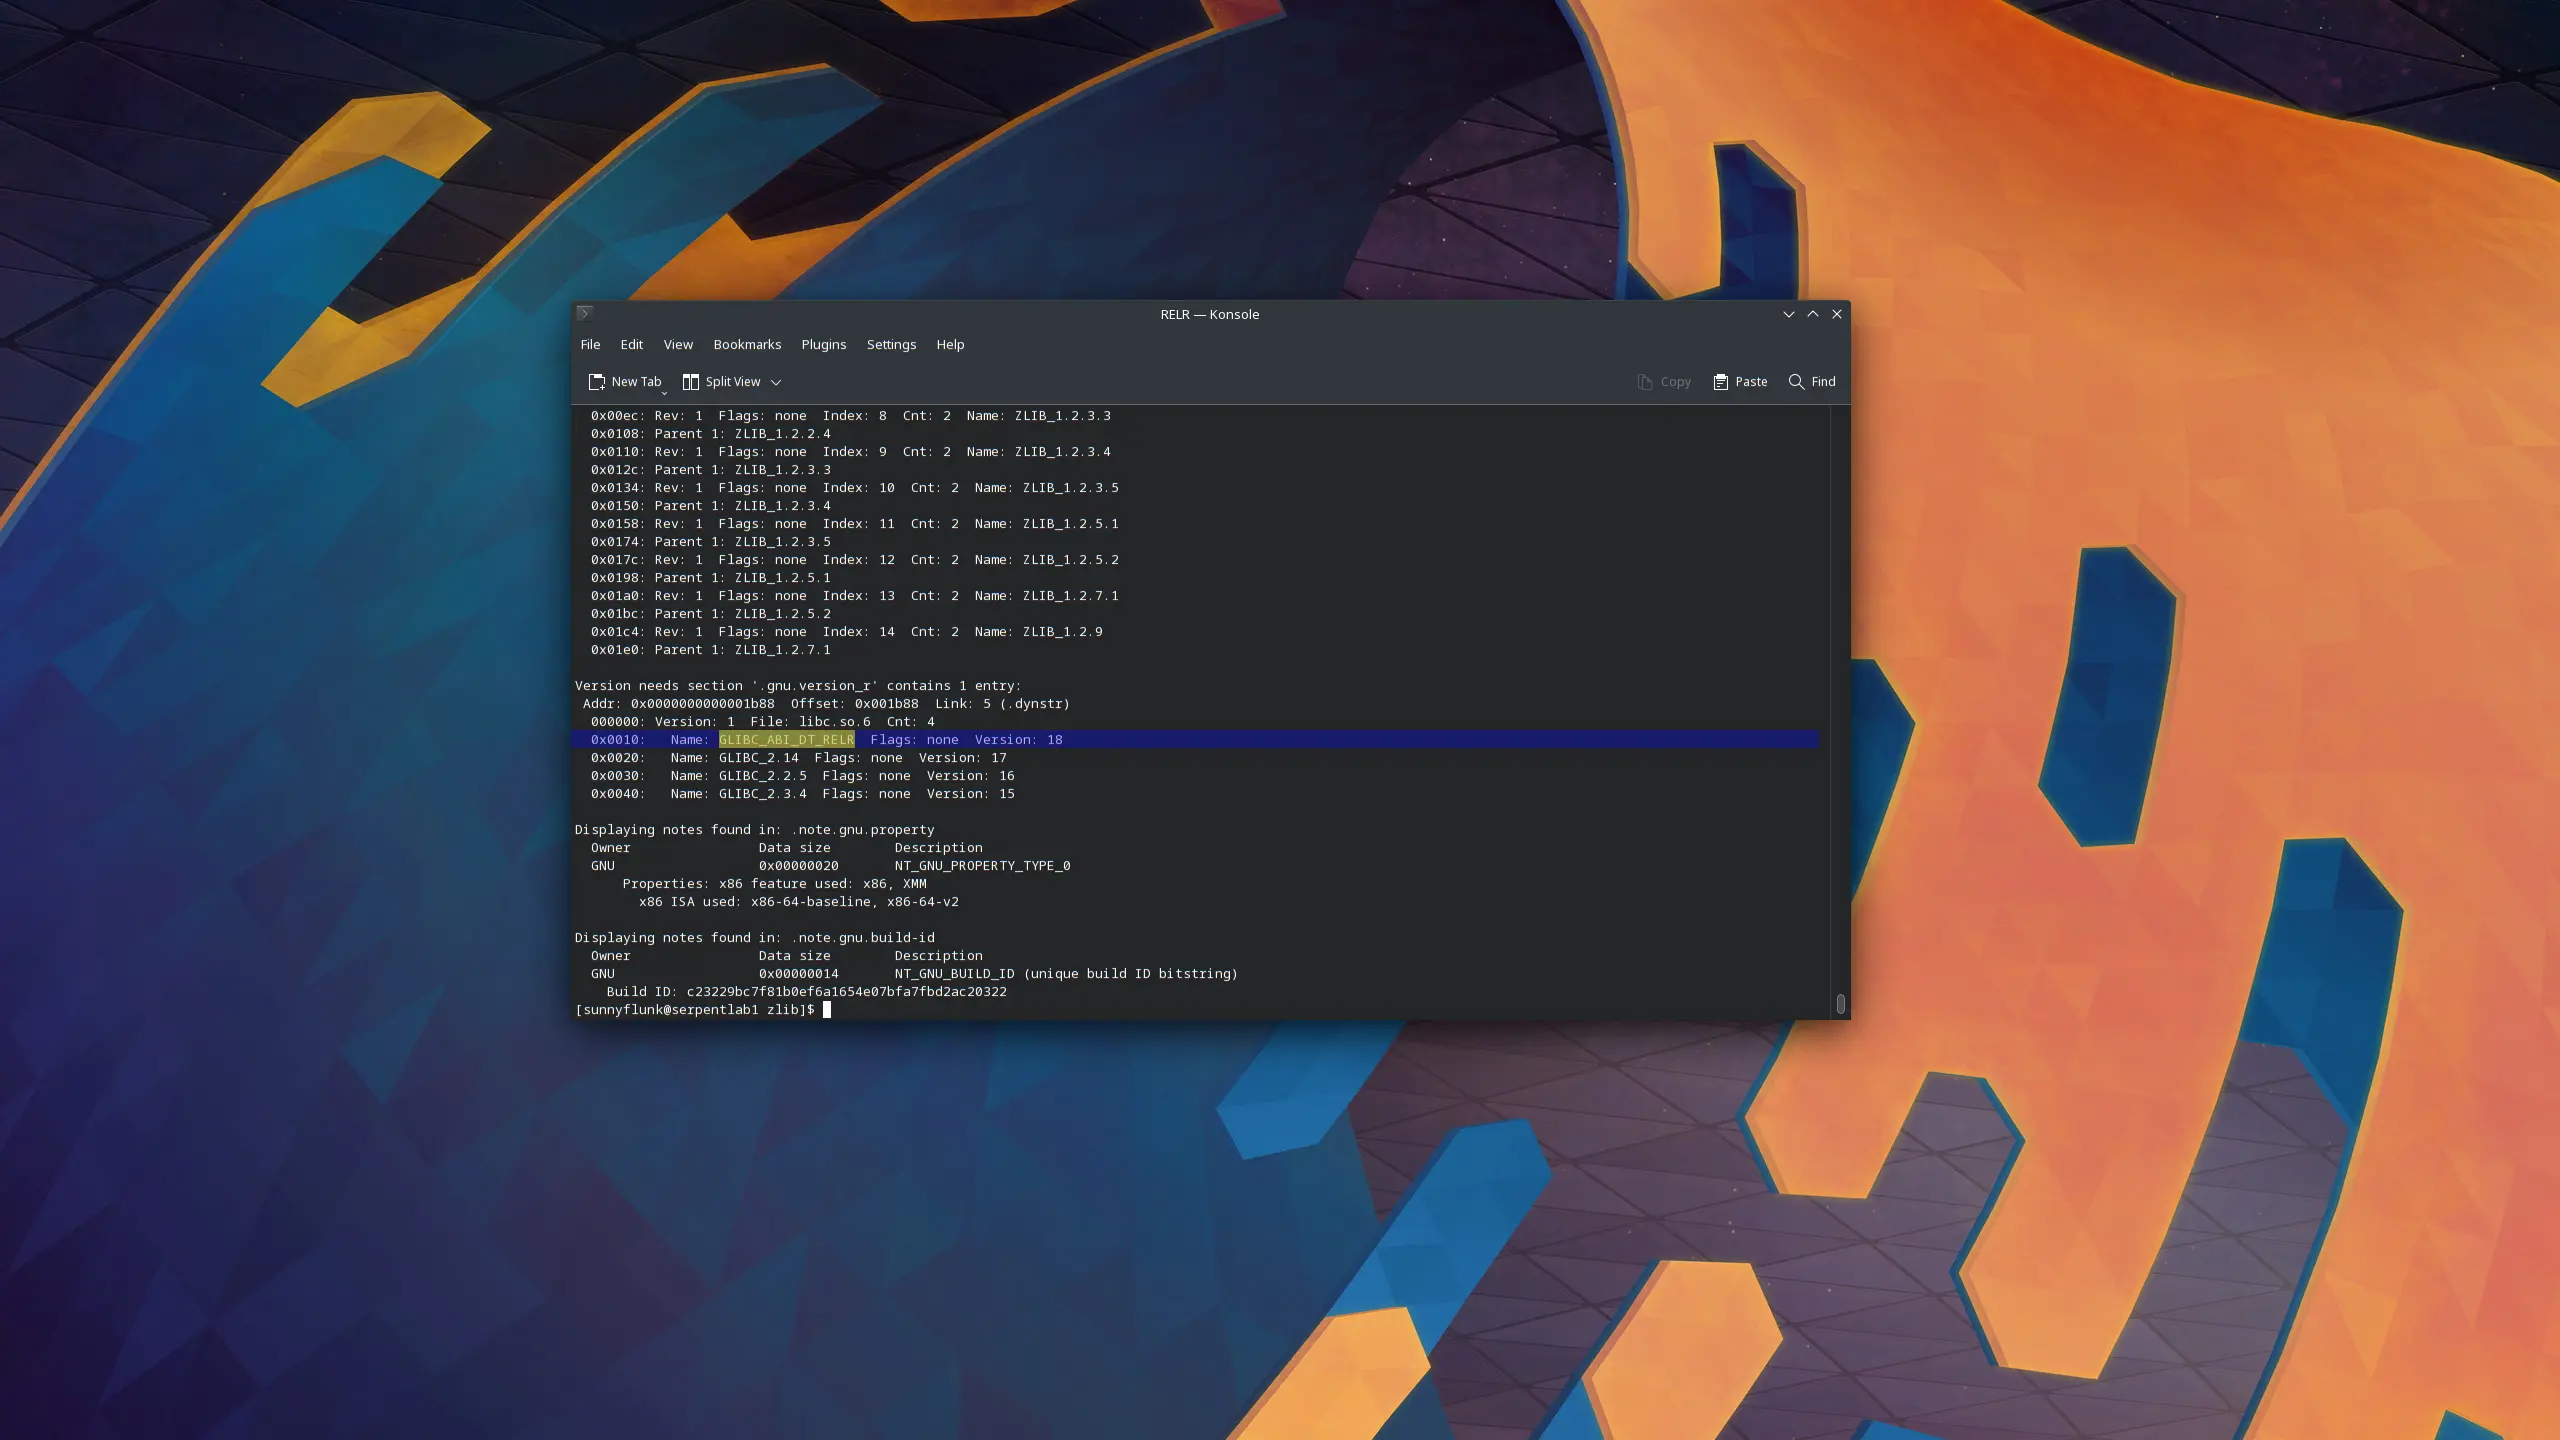 RELR — Konsole
File Edit View Bookmarks Plugins Settings Help
New Tab Split View Copy Paste Find
0x00ec: Rev: 1  Flags: none  Index: 8  Cnt: 2  Name: ZLIB_1.2.3.3
0x0108: Parent 1: ZLIB_1.2.2.4
0x0110: Rev: 1  Flags: none  Index: 9  Cnt: 2  Name: ZLIB_1.2.3.4
0x012c: Parent 1: ZLIB_1.2.3.3
0x0134: Rev: 1  Flags: none  Index: 10  Cnt: 2  Name: ZLIB_1.2.3.5
0x0150: Parent 1: ZLIB_1.2.3.4
0x0158: Rev: 1  Flags: none  Index: 11  Cnt: 2  Name: ZLIB_1.2.5.1
0x0174: Parent 1: ZLIB_1.2.3.5
0x017c: Rev: 1  Flags: none  Index: 12  Cnt: 2  Name: ZLIB_1.2.5.2
0x0198: Parent 1: ZLIB_1.2.5.1
0x01a0: Rev: 1  Flags: none  Index: 13  Cnt: 2  Name: ZLIB_1.2.7.1
0x01bc: Parent 1: ZLIB_1.2.5.2
0x01c4: Rev: 1  Flags: none  Index: 14  Cnt: 2  Name: ZLIB_1.2.9
0x01e0: Parent 1: ZLIB_1.2.7.1
Version needs section '.gnu.version_r' contains 1 entry:
Addr: 0x0000000000001b88  Offset: 0x001b88  Link: 5 (.dynstr)
000000: Version: 1  File: libc.so.6  Cnt: 4
0x0010:   Name: GLIBC_ABI_DT_RELR  Flags: none  Version: 18
0x0020:   Name: GLIBC_2.14  Flags: none  Version: 17
0x0030:   Name: GLIBC_2.2.5  Flags: none  Version: 16
0x0040:   Name: GLIBC_2.3.4  Flags: none  Version: 15
Displaying notes found in: .note.gnu.property
Owner                Data size       Description
GNU                  0x00000020      NT_GNU_PROPERTY_TYPE_0
Properties: x86 feature used: x86, XMM
x86 ISA used: x86-64-baseline, x86-64-v2
Displaying notes found in: .note.gnu.build-id
Owner                Data size       Description
GNU                  0x00000014      NT_GNU_BUILD_ID (unique build ID bitstring)
Build ID: c23229bc7f81b0ef6a1654e07bfa7fbd2ac20322
[sunnyflunk@serpentlab1 zlib]$